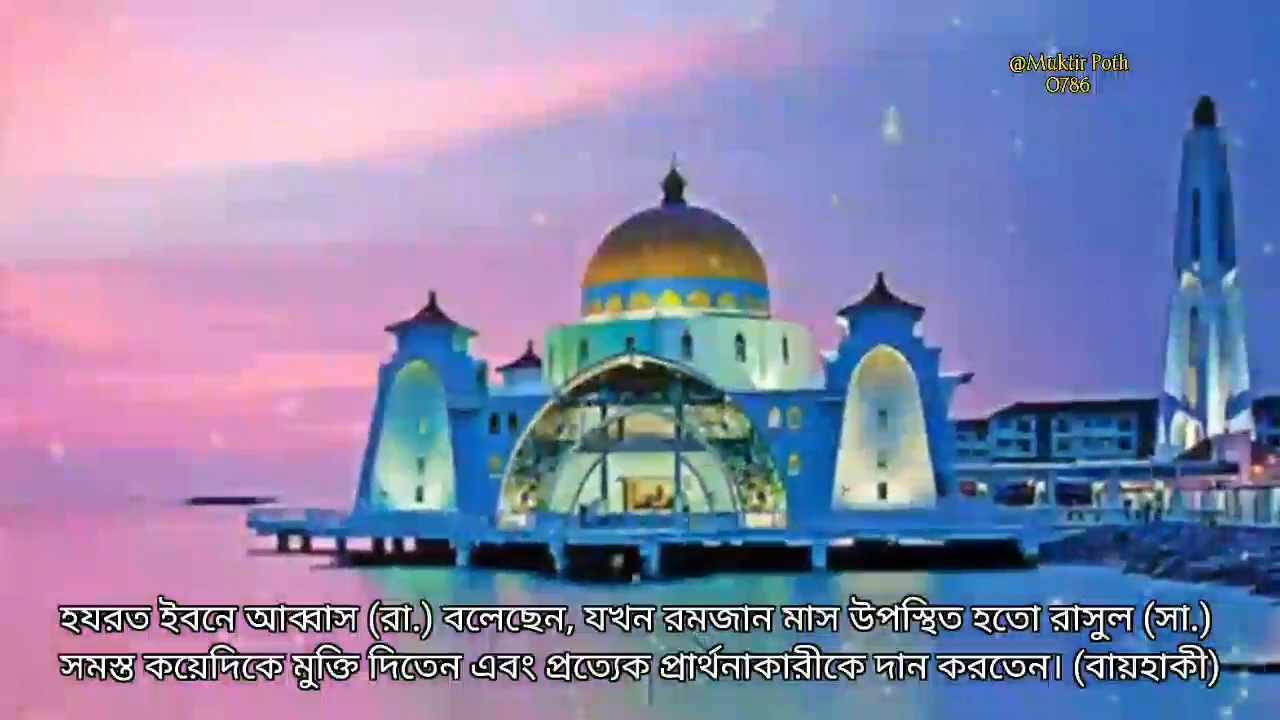 @Muktir Poth
0786
হযরত ইবনে আব্বাস (রা.) বলেছেন, যখন রমজান মাস উপস্থিত হতো রাসুল (সা.)
সমস্ত কয়েদিকে মুক্তি দিতেন এবং প্রত্যেক প্রার্থনাকারীকে দান করতেন। (বায়হাকী)